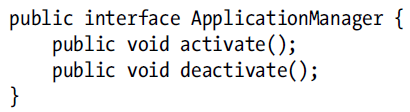 public interface ApplicationManager {
    public void activate();
    public void deactivate();
}